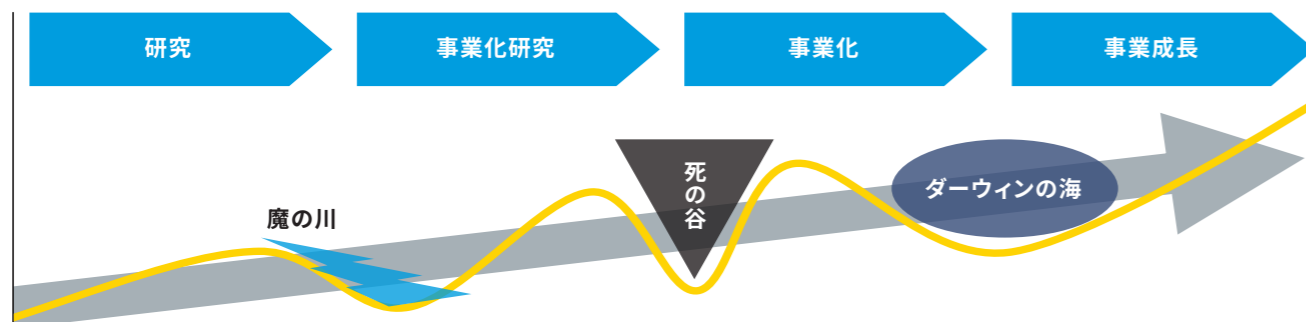 研究
事業化研究
事業化
事業成長
魔の川
死の谷
ダーウィンの海